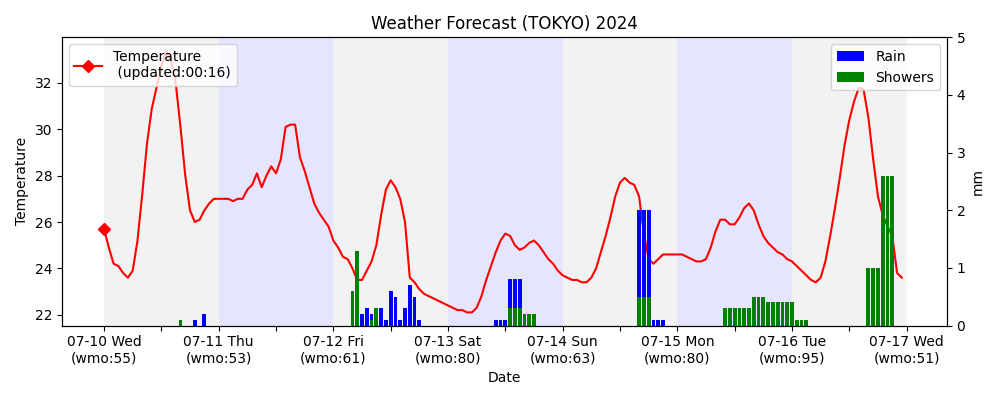 Weather Forecast (TOKYO) 2024
Temperature
(updated:00:16)
Rain
Showers
Temperature
32
30
28
26
24
22
5
4
3
2
1
0
mm
07-10 Wed
(wmo:55)
07-11 Thu
(wmo:53)
07-12 Fri
(wmo:61)
07-13 Sat
(wmo:80)
07-14 Sun
(wmo:63)
07-15 Mon
(wmo:80)
07-16 Tue
(wmo:95)
07-17 Wed
(wmo:51)
Date